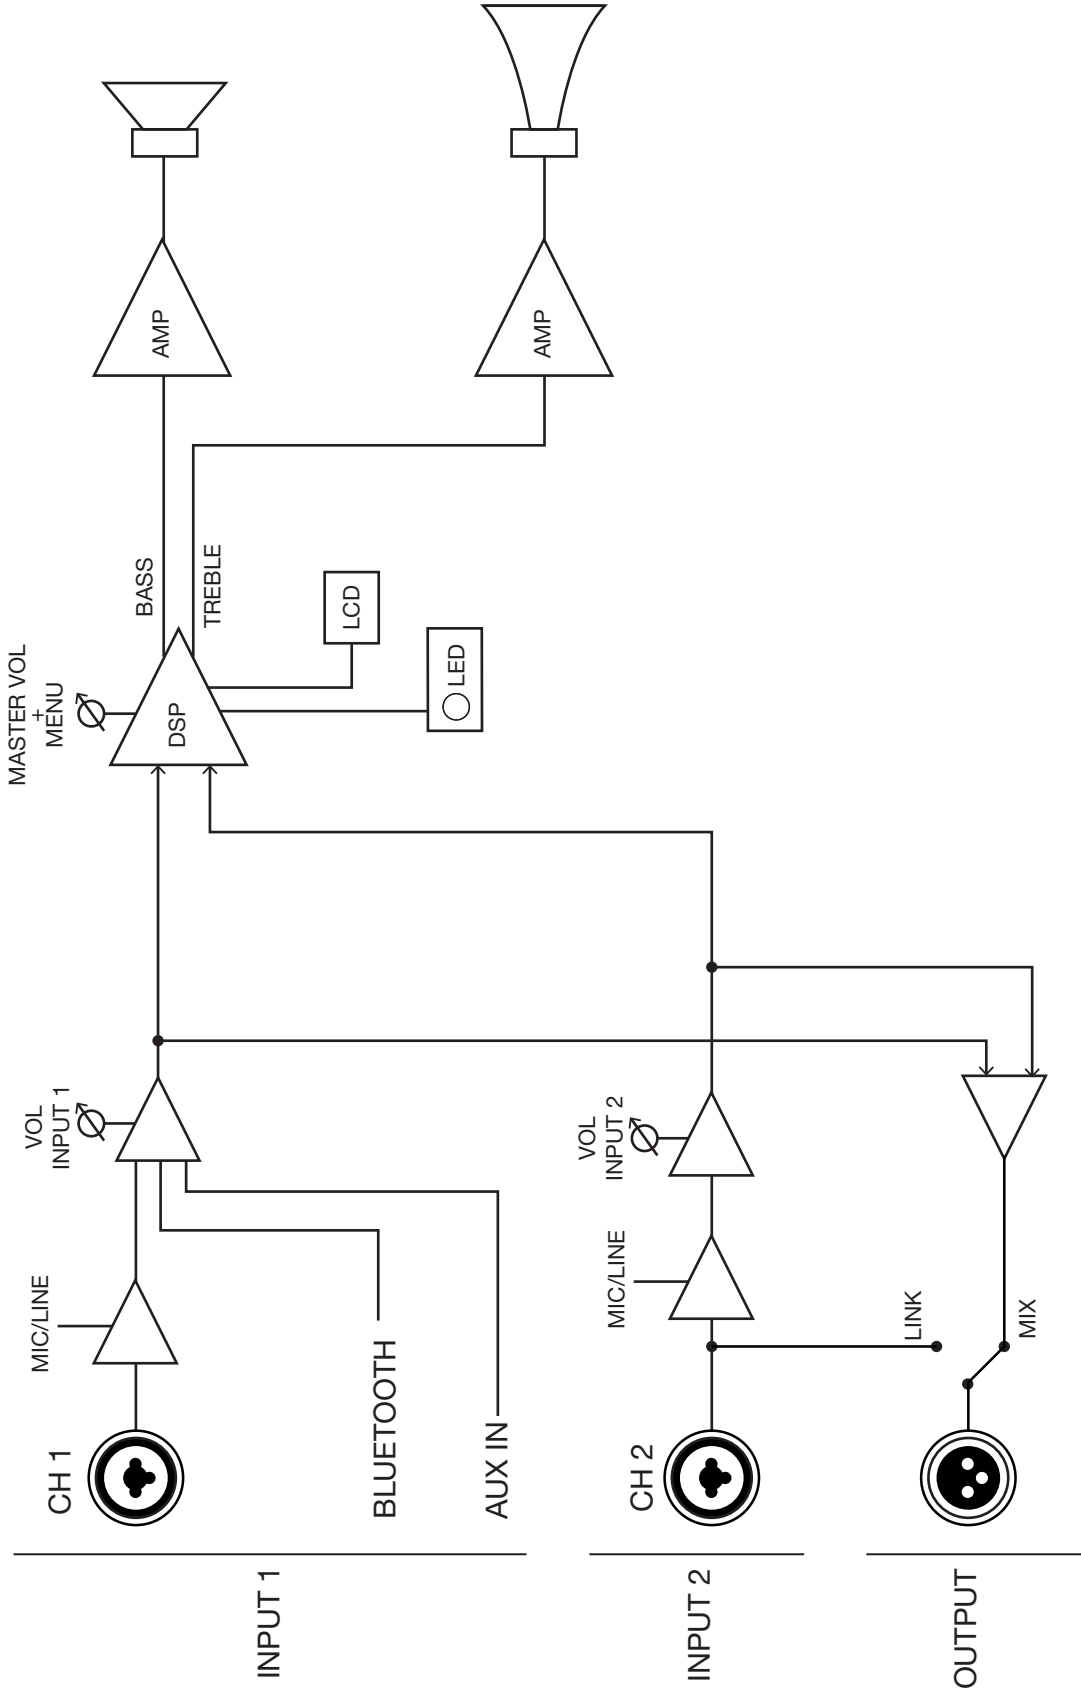 INPUT 1
CH 1
MIC/LINE
BLUETOOTH
AUX IN
VOL
INPUT 1
MASTER VOL
+
MENU
DSP
BASS
TREBLE
LCD
LED
AMP
AMP
INPUT 2
CH 2
MIC/LINE
VOL
INPUT 2
OUTPUT
LINK
MIX